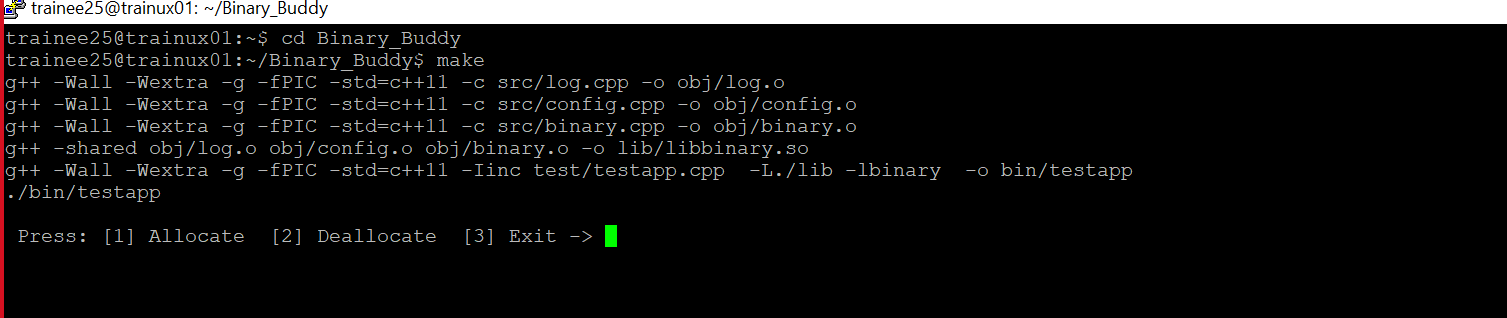 trainee25@trainux01: ~/Binary_Buddy
trainee25@trainux01:~$ cd Binary_Buddy
trainee25@trainux01:~/Binary_Buddy$ make
g++ -Wall -Wextra -g -fPIC -std=c++11 -c src/log.cpp -o obj/log.o
g++ -Wall -Wextra -g -fPIC -std=c++11 -c src/config.cpp -o obj/config.o
g++ -Wall -Wextra -g -fPIC -std=c++11 -c src/binary.cpp -o obj/binary.o
g++ -shared obj/log.o obj/config.o obj/binary.o -o lib/libbinary.so
g++ -Wall -Wextra -g -fPIC -std=c++11 -Iinc test/testapp.cpp  -L./lib -lbinary  -o bin/testapp
./bin/testapp
Press: [1] Allocate  [2] Deallocate  [3] Exit ->